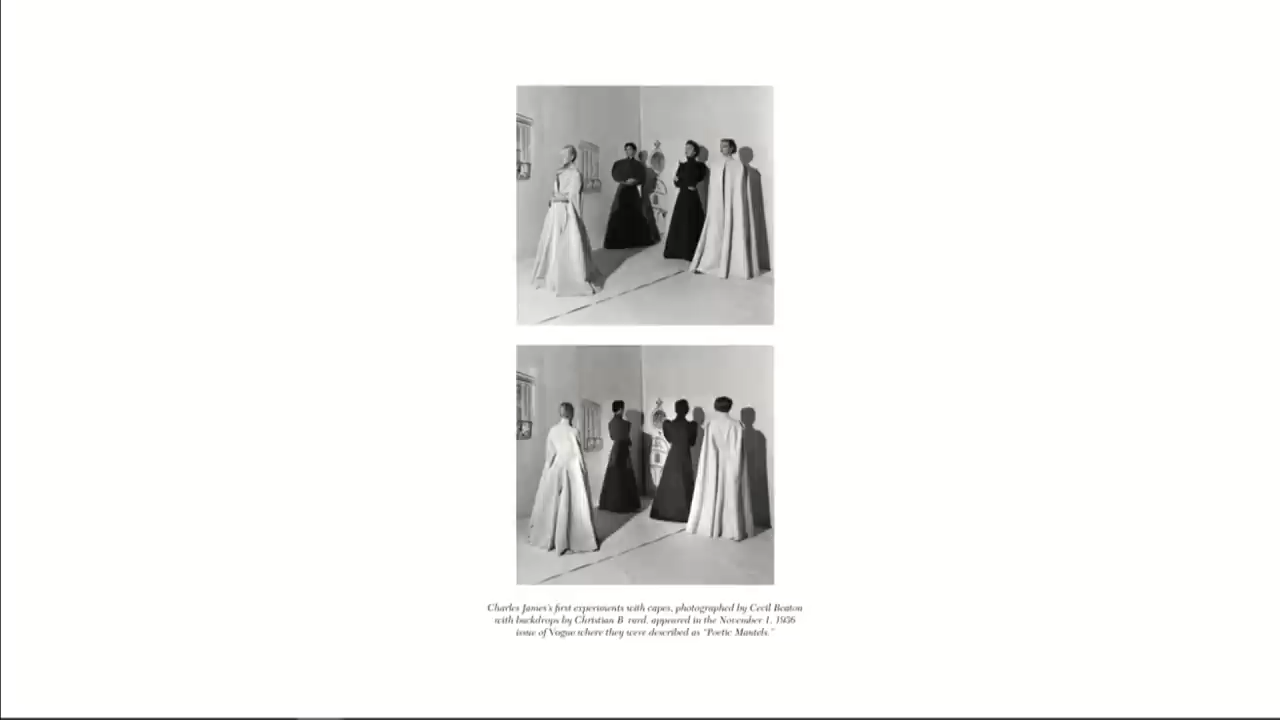 Charles James's first experiments with capes, photographed by Cecil Beaton
with backdrops by Christian B rard, appeared in the November 1, 1936
issue of Vogue where they were described as "Poetic Mantels."